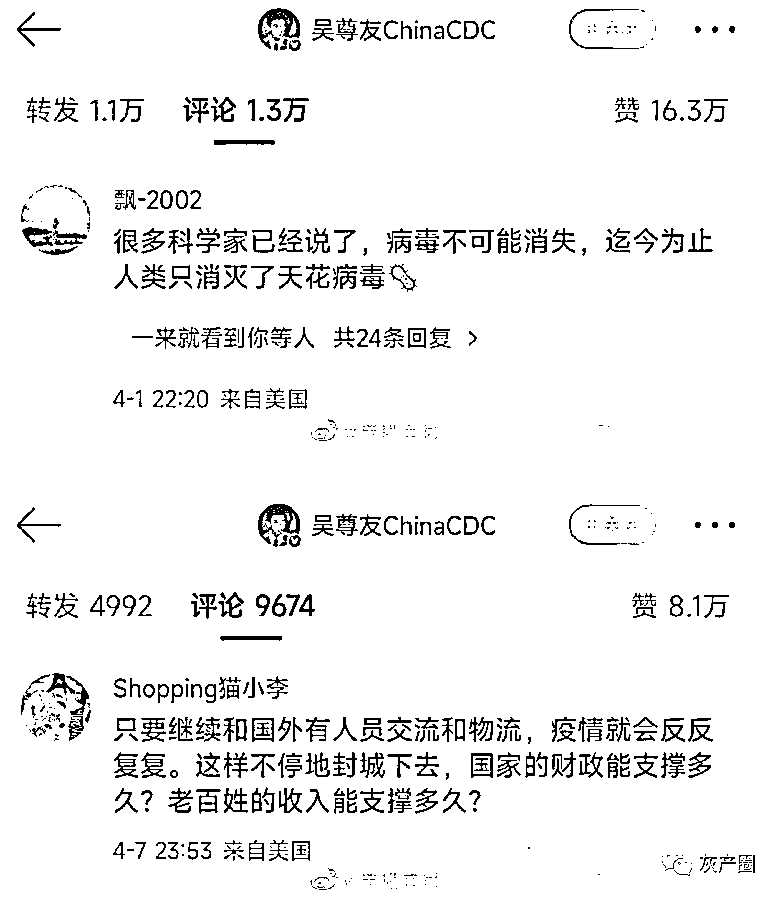 吴尊友ChinaCDC
转发 1.1万 评论 1.3万 赞 16.3万
飘-2002
很多科学家已经说了，病毒不可能消失，迄今为止
人类只消灭了天花病毒
一来就看到你等人 共24条回复 >
4-1 22:20 来自美国
吴尊友ChinaCDC
转发 4992 评论 9674 赞 8.1万
Shopping猫小李
只要继续和国外有人员交流和物流，疫情就会反反
复复。这样不停地封城下去，国家的财政能支撑多
久？老百姓的收入能支撑多久？
4-7 23:53 来自美国
灰产圈